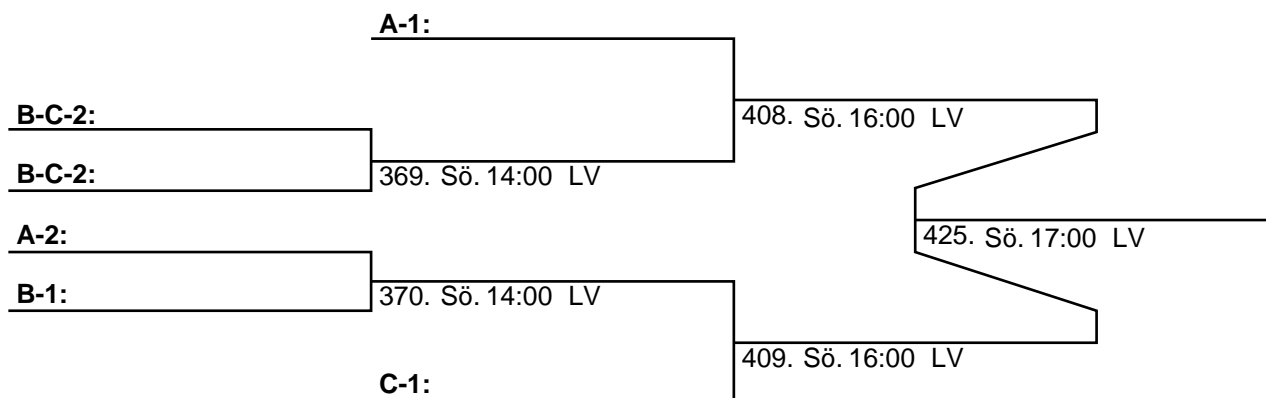 A-1:
B-C-2:
408. Sö. 16:00 LV
B-C-2:
369. Sö. 14:00 LV
A-2:
425. Sö. 17:00 LV
B-1:
370. Sö. 14:00 LV
409. Sö. 16:00 LV
C-1: